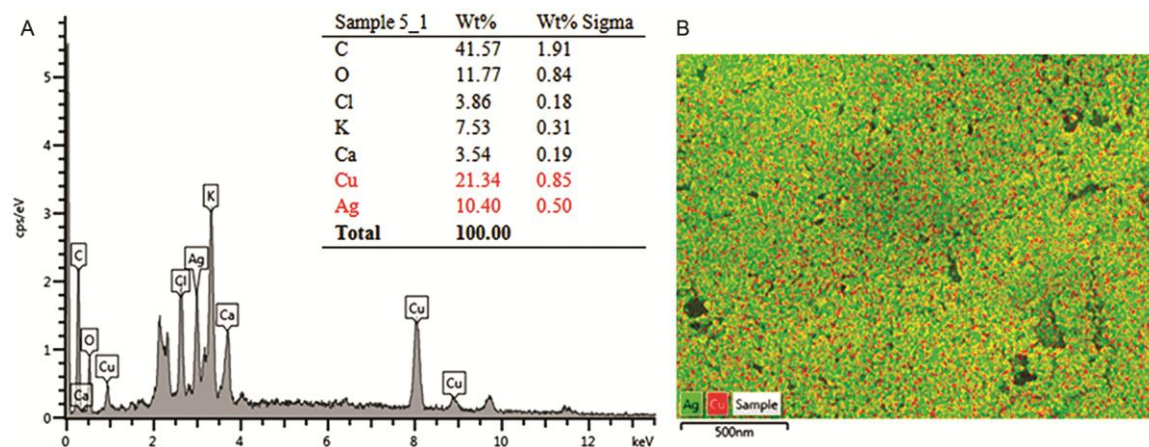 A
Sample 5_1 Wt% Wt% Sigma
C 41.57 1.91
O 11.77 0.84
Cl 3.86 0.18
K 7.53 0.31
Ca 3.54 0.19
Cu 21.34 0.85
Ag 10.40 0.50
Total 100.00
cps/eV
5
4
3
2
1
0
C
Ca
O
Cu
Cl
Ag
K
Ca
Cu
Cu
0 2 4 6 8 10 12 keV
B
Ag Cu Sample
500nm